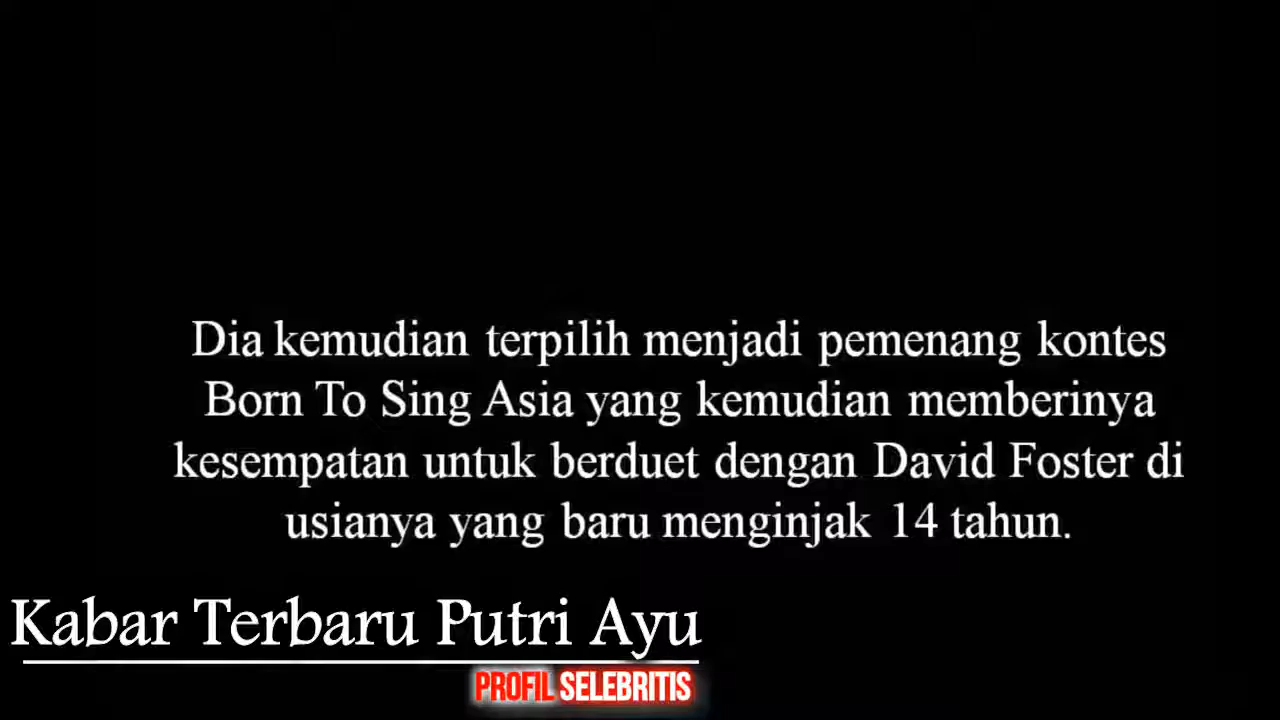 Dia kemudian terpilih menjadi pemenang kontes
Born To Sing Asia yang kemudian memberinya
kesempatan untuk berduet dengan David Foster di
usianya yang baru menginjak 14 tahun.
Kabar Terbaru Putri Ayu
PROFIL SELEBRITIS